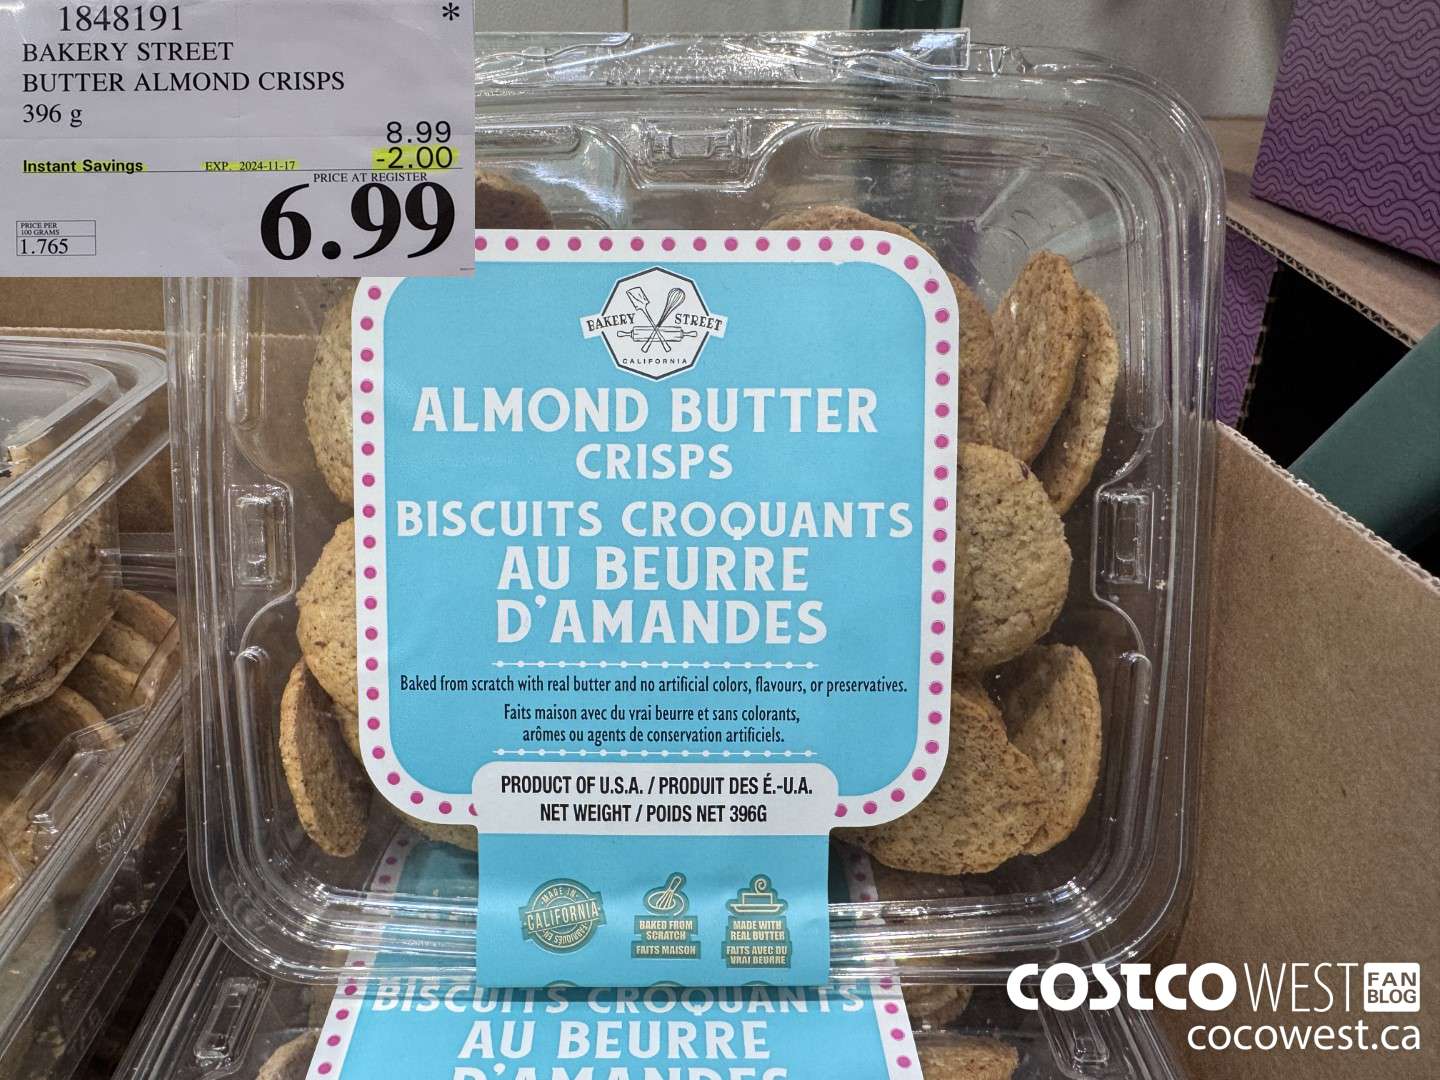 1848191 *
BAKERY STREET
BUTTER ALMOND CRISPS
396 g
8.99
Instant Savings EXP. 2024-11-17 -2.00
PRICE AT REGISTER
6.99
PRICE PER
100 GRAMS
1.765
BAKERY STREET
CALIFORNIA
ALMOND BUTTER
CRISPS
BISCUITS CROQUANTS
AU BEURRE
D'AMANDES
Baked from scratch with real butter and no artificial colors, flavours, or preservatives.
Faits maison avec du vrai beurre et sans colorants,
arômes ou agents de conservation artificiels.
PRODUCT OF U.S.A. / PRODUIT DES É.-U.A.
NET WEIGHT / POIDS NET 396G
MADE IN
CALIFORNIA
FABRIQUÉS EN
BAKED FROM
SCRATCH
FAITS MAISON
MADE WITH
REAL BUTTER
FAITS AVEC DU
VRAI BEURRE
BISCUITS CROQUANTS
AU BEURRE
D'AMANDES
COSTCO WEST FAN
BLOG
cocowest.ca